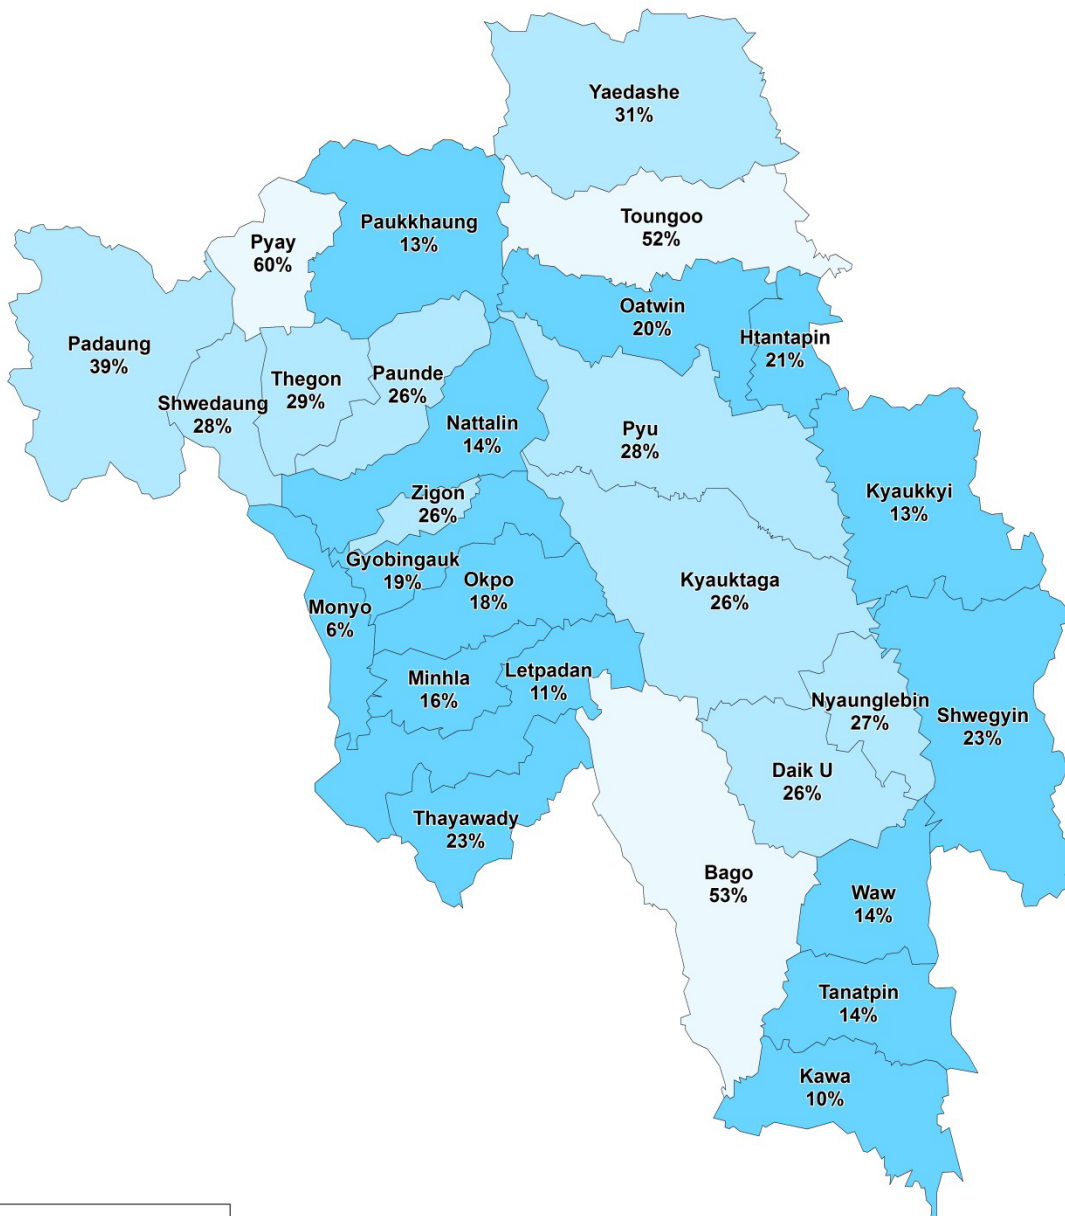 Yaedashe
31%
Toungoo
52%
Paukkhaung
13%
Pyay
60%
Oatwin
20%
Htantapin
21%
Padaung
39%
Thegon
29%
Paunde
26%
Shwedaung
28%
Nattalin
14%
Pyu
28%
Kyaukkyi
13%
Zigon
26%
Gyobingauk
19%
Okpo
18%
Kyauktaga
26%
Monyo
6%
Minhla
16%
Letpadan
11%
Nyaunglebin
27%
Shwegyin
23%
Daik U
26%
Thayawady
23%
Bago
53%
Waw
14%
Tanatpin
14%
Kawa
10%